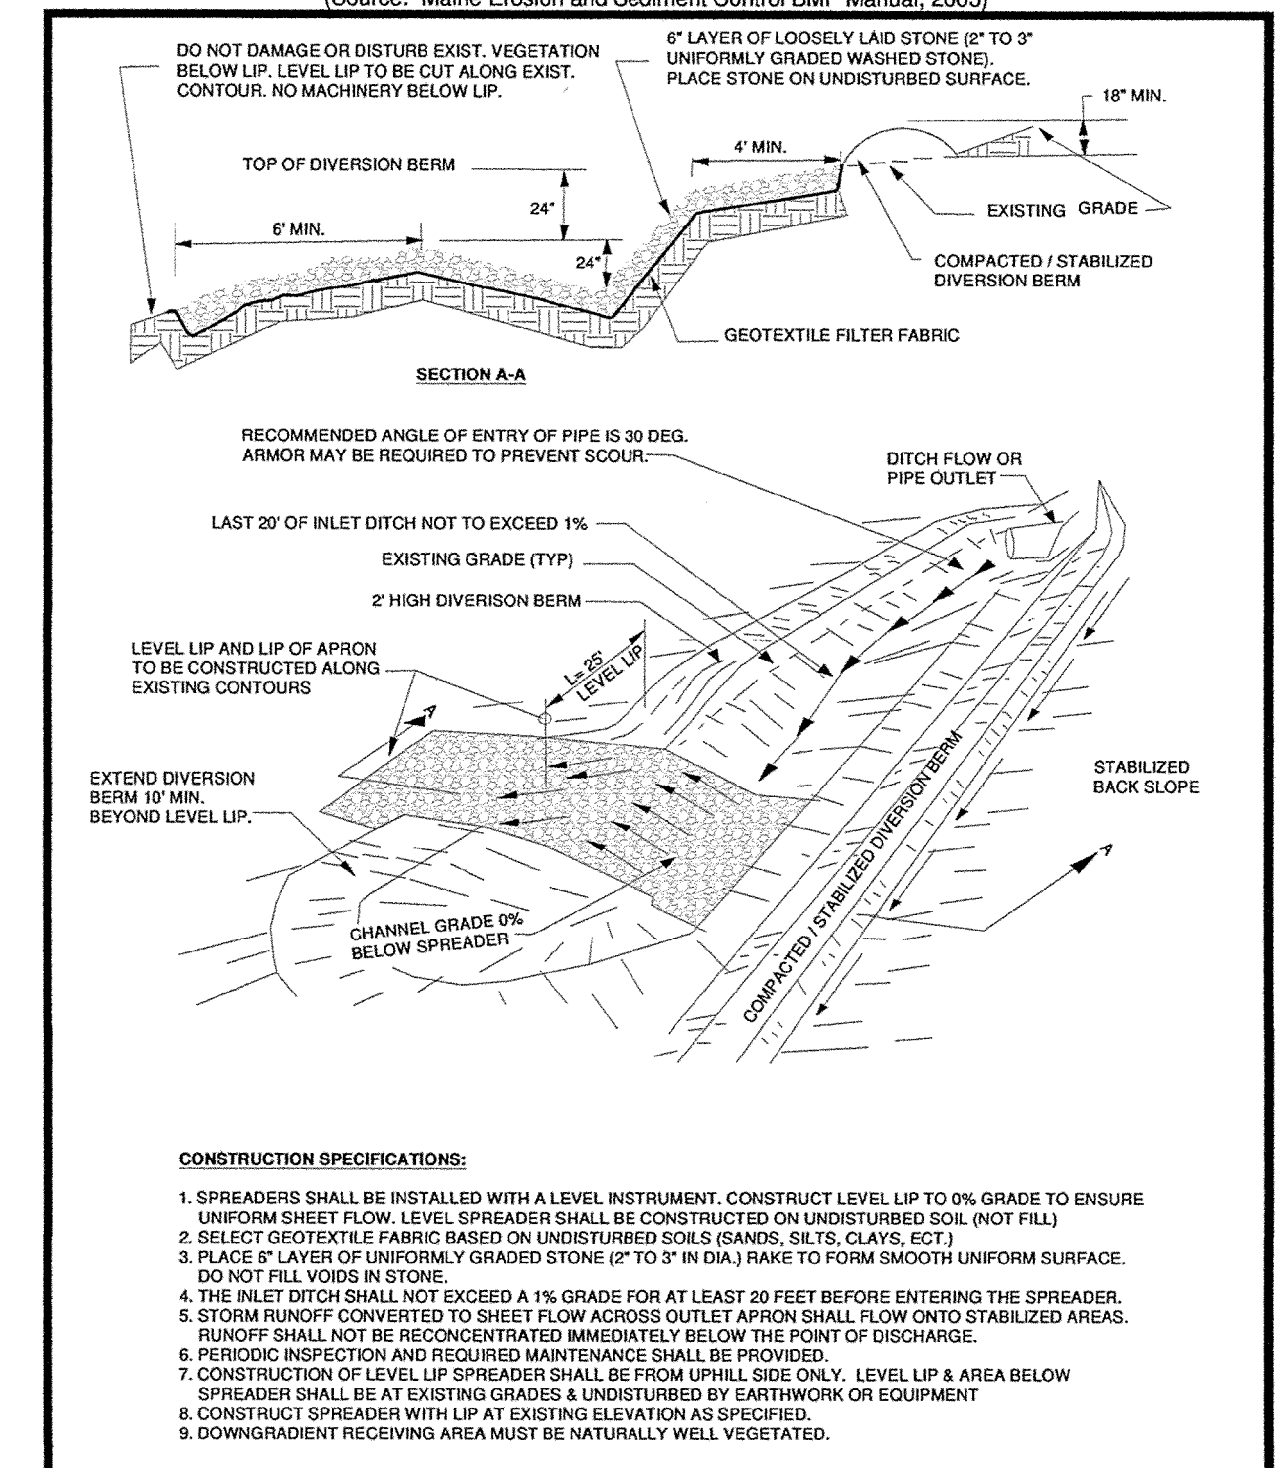 (Source: Maine Erosion and Sediment Control BMP Manual, 2003)
DO NOT DAMAGE OR DISTURB EXIST. VEGETATION
BELOW LIP. LEVEL LIP TO BE CUT ALONG EXIST.
CONTOUR. NO MACHINERY BELOW LIP.
6" LAYER OF LOOSELY LAID STONE (2" TO 3"
UNIFORMLY GRADED WASHED STONE).
PLACE STONE ON UNDISTURBED SURFACE.
18" MIN.
TOP OF DIVERSION BERM
4' MIN.
24"
6' MIN.
24"
EXISTING GRADE
COMPACTED / STABILIZED
DIVERSION BERM
GEOTEXTILE FILTER FABRIC
SECTION A-A
RECOMMENDED ANGLE OF ENTRY OF PIPE IS 30 DEG.
ARMOR MAY BE REQUIRED TO PREVENT SCOUR.
DITCH FLOW OR
PIPE OUTLET
LAST 20' OF INLET DITCH NOT TO EXCEED 1%
EXISTING GRADE (TYP)
2' HIGH DIVERISON BERM
LEVEL LIP AND LIP OF APRON
TO BE CONSTRUCTED ALONG
EXISTING CONTOURS
L= 25'
LEVEL LIP
A
EXTEND DIVERSION
BERM 10' MIN.
BEYOND LEVEL LIP.
STABILIZED
BACK SLOPE
COMPACTED / STABILIZED DIVERSION BERM
A
CHANNEL GRADE 0%
BELOW SPREADER
CONSTRUCTION SPECIFICATIONS:
1. SPREADERS SHALL BE INSTALLED WITH A LEVEL INSTRUMENT. CONSTRUCT LEVEL LIP TO 0% GRADE TO ENSURE
UNIFORM SHEET FLOW. LEVEL SPREADER SHALL BE CONSTRUCTED ON UNDISTURBED SOIL (NOT FILL)
2. SELECT GEOTEXTILE FABRIC BASED ON UNDISTURBED SOILS (SANDS, SILTS, CLAYS, ECT.)
3. PLACE 6" LAYER OF UNIFORMLY GRADED STONE (2" TO 3" IN DIA.) RAKE TO FORM SMOOTH UNIFORM SURFACE.
DO NOT FILL VOIDS IN STONE.
4. THE INLET DITCH SHALL NOT EXCEED A 1% GRADE FOR AT LEAST 20 FEET BEFORE ENTERING THE SPREADER.
5. STORM RUNOFF CONVERTED TO SHEET FLOW ACROSS OUTLET APRON SHALL FLOW ONTO STABILIZED AREAS.
RUNOFF SHALL NOT BE RECONCENTRATED IMMEDIATELY BELOW THE POINT OF DISCHARGE.
6. PERIODIC INSPECTION AND REQUIRED MAINTENANCE SHALL BE PROVIDED.
7. CONSTRUCTION OF LEVEL LIP SPREADER SHALL BE FROM UPHILL SIDE ONLY. LEVEL LIP & AREA BELOW
SPREADER SHALL BE AT EXISTING GRADES & UNDISTURBED BY EARTHWORK OR EQUIPMENT
8. CONSTRUCT SPREADER WITH LIP AT EXISTING ELEVATION AS SPECIFIED.
9. DOWNGRADIENT RECEIVING AREA MUST BE NATURALLY WELL VEGETATED.